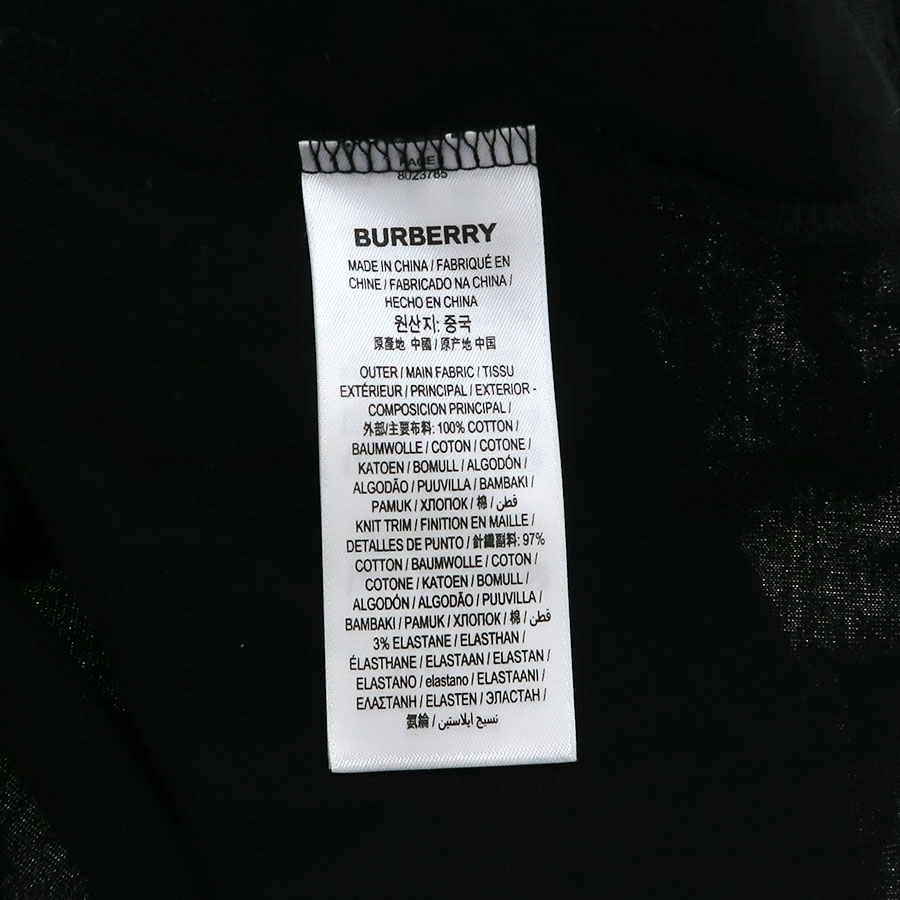 PAGE
8023785
BURBERRY
MADE IN CHINA / FABRIQUÉ EN
CHINE / FABRICADO NA CHINA /
HECHO EN CHINA
원산지: 중국
原產地 中國 / 原产地 中国
OUTER / MAIN FABRIC / TISSU
EXTÉRIEUR / PRINCIPAL / EXTERIOR -
COMPOSICION PRINCIPAL /
外部/主要布料: 100% COTTON /
BAUMWOLLE / COTON / COTONE /
KATOEN / BOMULL / ALGODÓN /
ALGODÃO / PUUVILLA / BAMBAKI /
PAMUK / ХЛОПОК / 棉 / قطن /
KNIT TRIM / FINITION EN MAILLE /
DETALLES DE PUNTO / 針織副料: 97%
COTTON / BAUMWOLLE / COTON /
COTONE / KATOEN / BOMULL /
ALGODÓN / ALGODÃO / PUUVILLA /
BAMBAKI / PAMUK / ХЛОПОК / 棉 / قطن /
3% ELASTANE / ELASTHAN /
ÉLASTHANE / ELASTAAN / ELASTAN /
ELASTANO / elastano / ELASTAANI /
ΕΛΑΣΤΑΝΗ / ELASTEN / ЭЛАСТАН /
氨綸 / نسيج ايلاستين /